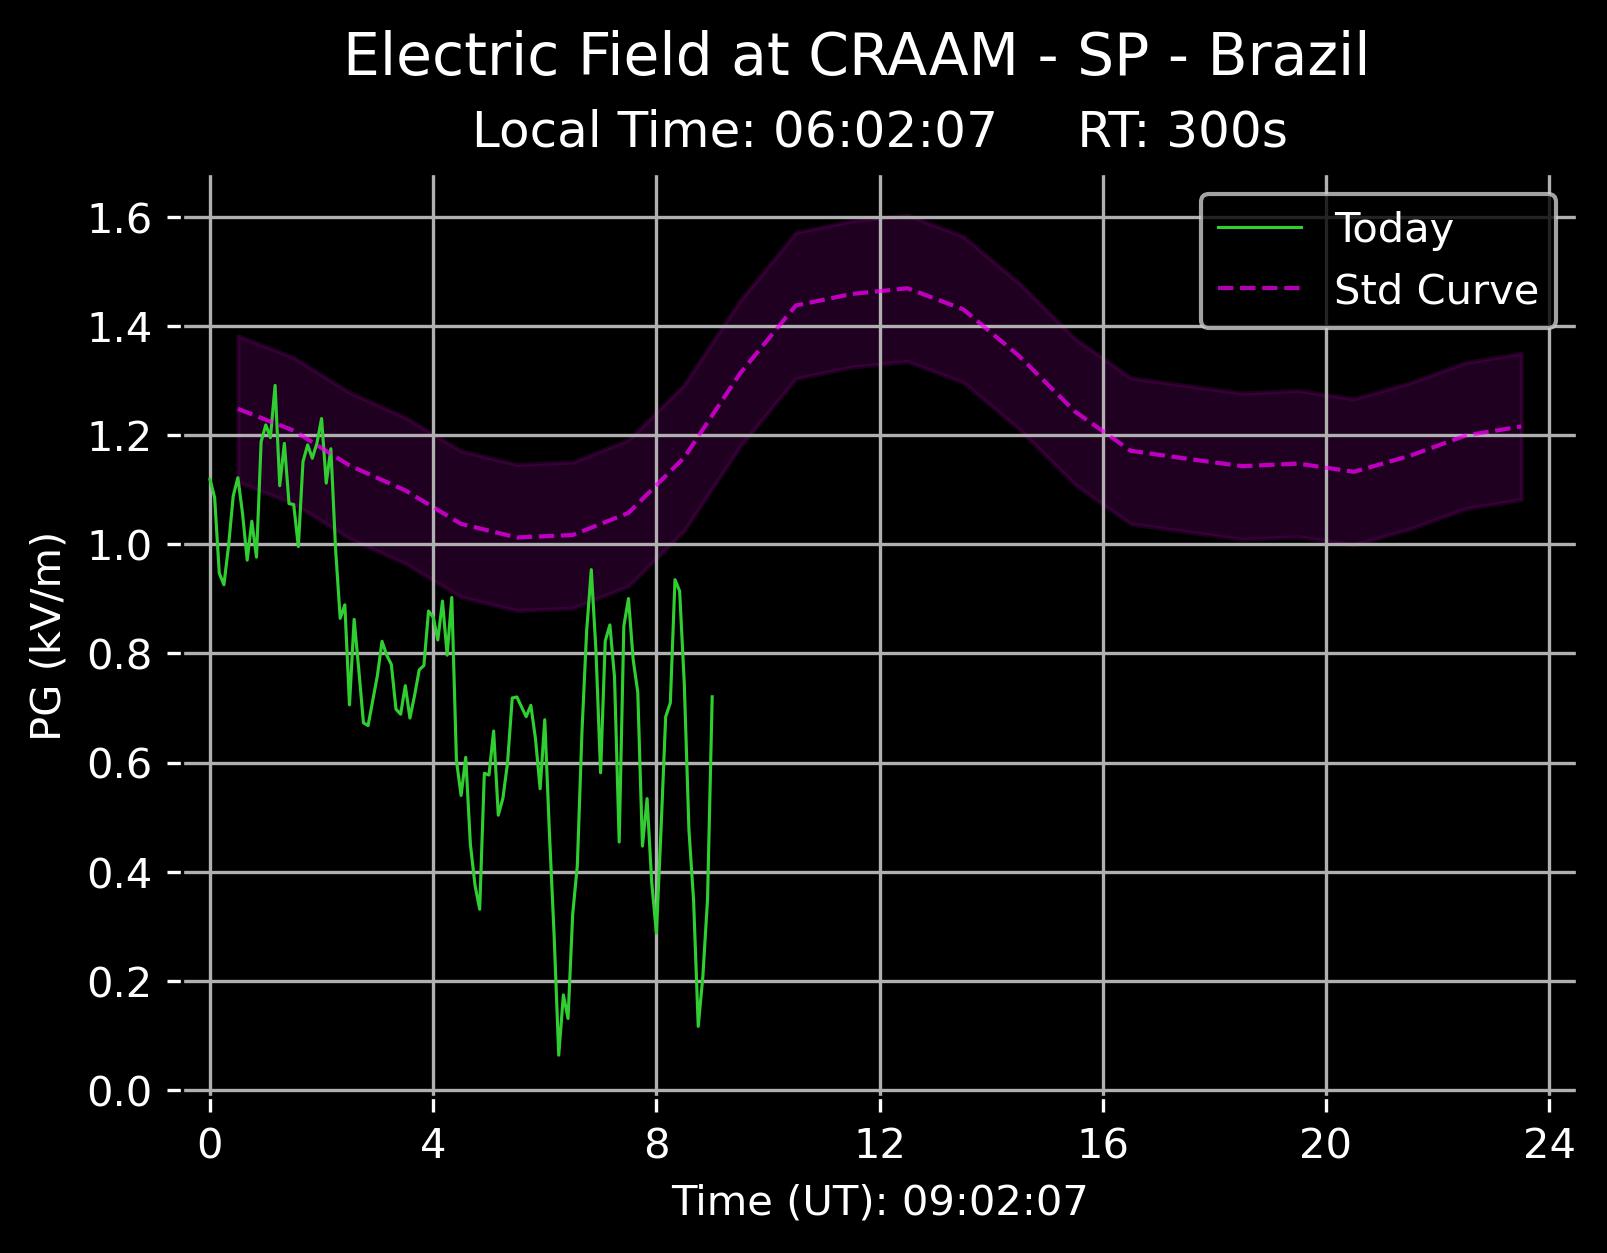 Electric Field at CRAAM - SP - Brazil
Local Time: 06:02:07 RT: 300s
Today
Std Curve
PG (kV/m)
1.6
1.4
1.2
1.0
0.8
0.6
0.4
0.2
0.0
0 4 8 12 16 20 24
Time (UT): 09:02:07